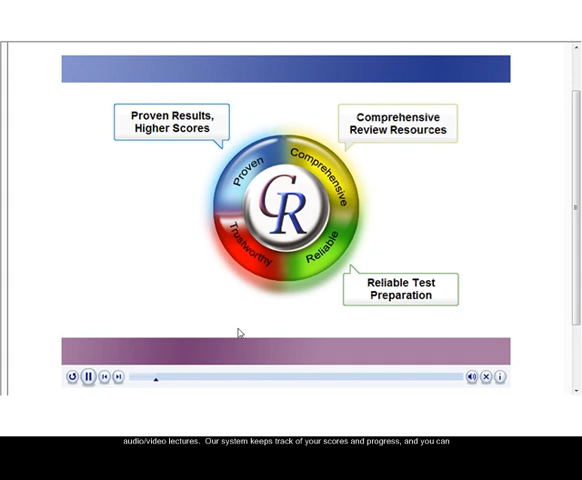 Proven Results,
Higher Scores
Comprehensive
Review Resources
Proven
Comprehensive
CR
Trustworthy
Reliable
Reliable Test
Preparation
audio/video lectures. Our system keeps track of your scores and progress, and you can